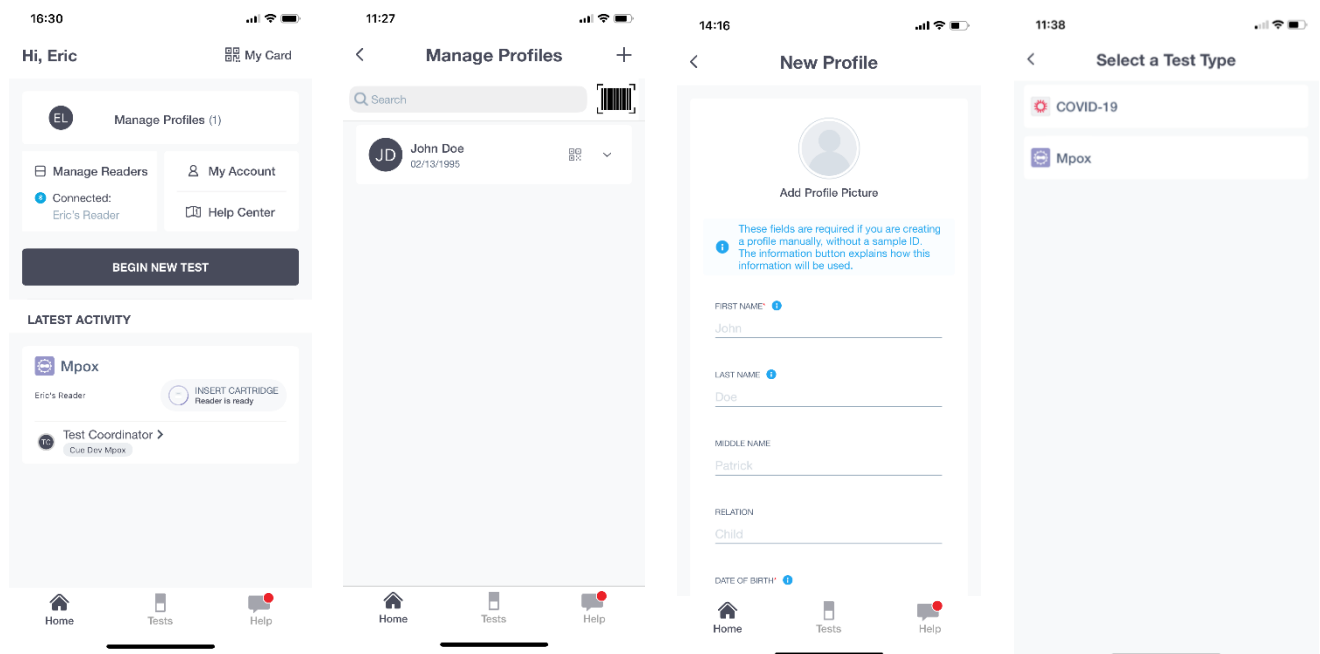 16:30
Hi, Eric
My Card
EL
Manage Profiles (1)
Manage Readers
Connected:
Eric's Reader
My Account
Help Center
BEGIN NEW TEST
LATEST ACTIVITY
Mpox
Eric's Reader
INSERT CARTRIDGE
Reader is ready
TC
Test Coordinator
Cue Dev Mpox
Home
Tests
Help
11:27
Manage Profiles
Search
JD
John Doe
02/13/1995
Home
Tests
Help
14:16
New Profile
Add Profile Picture
These fields are required if you are creating
a profile manually, without a sample ID.
The information button explains how this
information will be used.
FIRST NAME*
John
LAST NAME
Doe
MIDDLE NAME
Patrick
RELATION
Child
DATE OF BIRTH*
Home
Tests
Help
11:38
Select a Test Type
COVID-19
Mpox